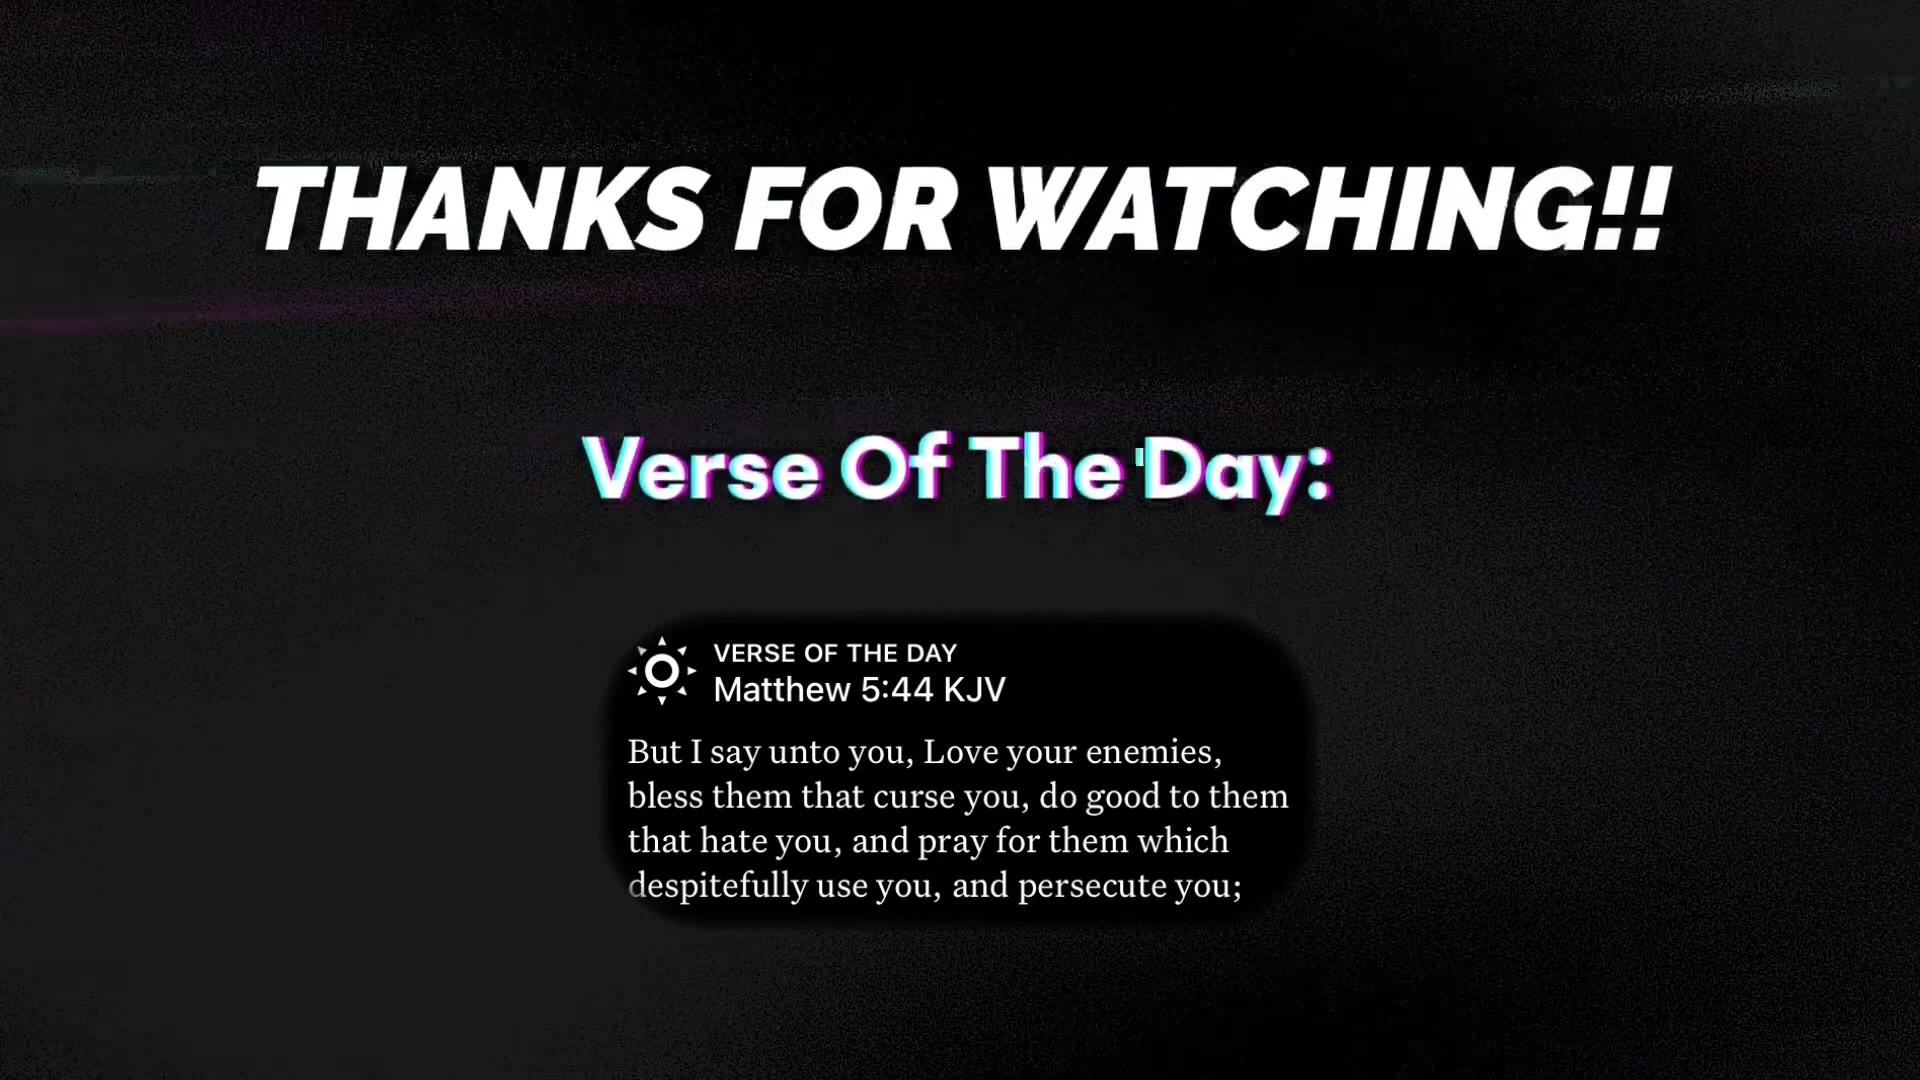 THANKS FOR WATCHING!!
Verse Of The Day:
VERSE OF THE DAY
Matthew 5:44 KJV
But I say unto you, Love your enemies,
bless them that curse you, do good to them
that hate you, and pray for them which
despitefully use you, and persecute you;